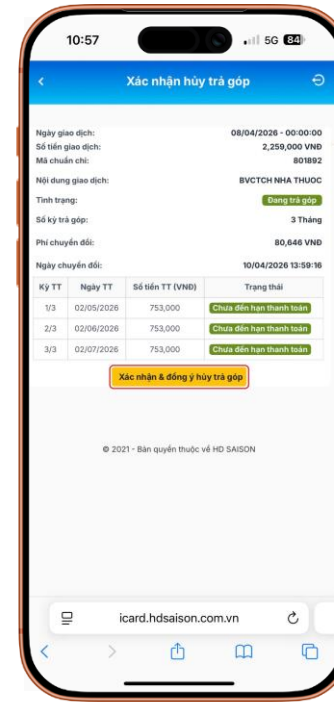 10:57 5G 84
Xác nhận hủy trả góp
Ngày giao dịch: 08/04/2026 - 00:00:00
Số tiền giao dịch: 2,259,000 VNĐ
Mã chuẩn chi: 801892
Nội dung giao dịch: BVCTCH NHA THUOC
Tình trạng: Đang trả góp
Số kỳ trả góp: 3 Tháng
Phí chuyển đổi: 80,646 VNĐ
Ngày chuyển đổi: 10/04/2026 13:59:16
Kỳ TT Ngày TT Số tiền TT (VNĐ) Trạng thái
1/3 02/05/2026 753,000 Chưa đến hạn thanh toán
2/3 02/06/2026 753,000 Chưa đến hạn thanh toán
3/3 02/07/2026 753,000 Chưa đến hạn thanh toán
Xác nhận & đồng ý hủy trả góp
© 2021 - Bản quyền thuộc về HD SAISON
icard.hdsaison.com.vn